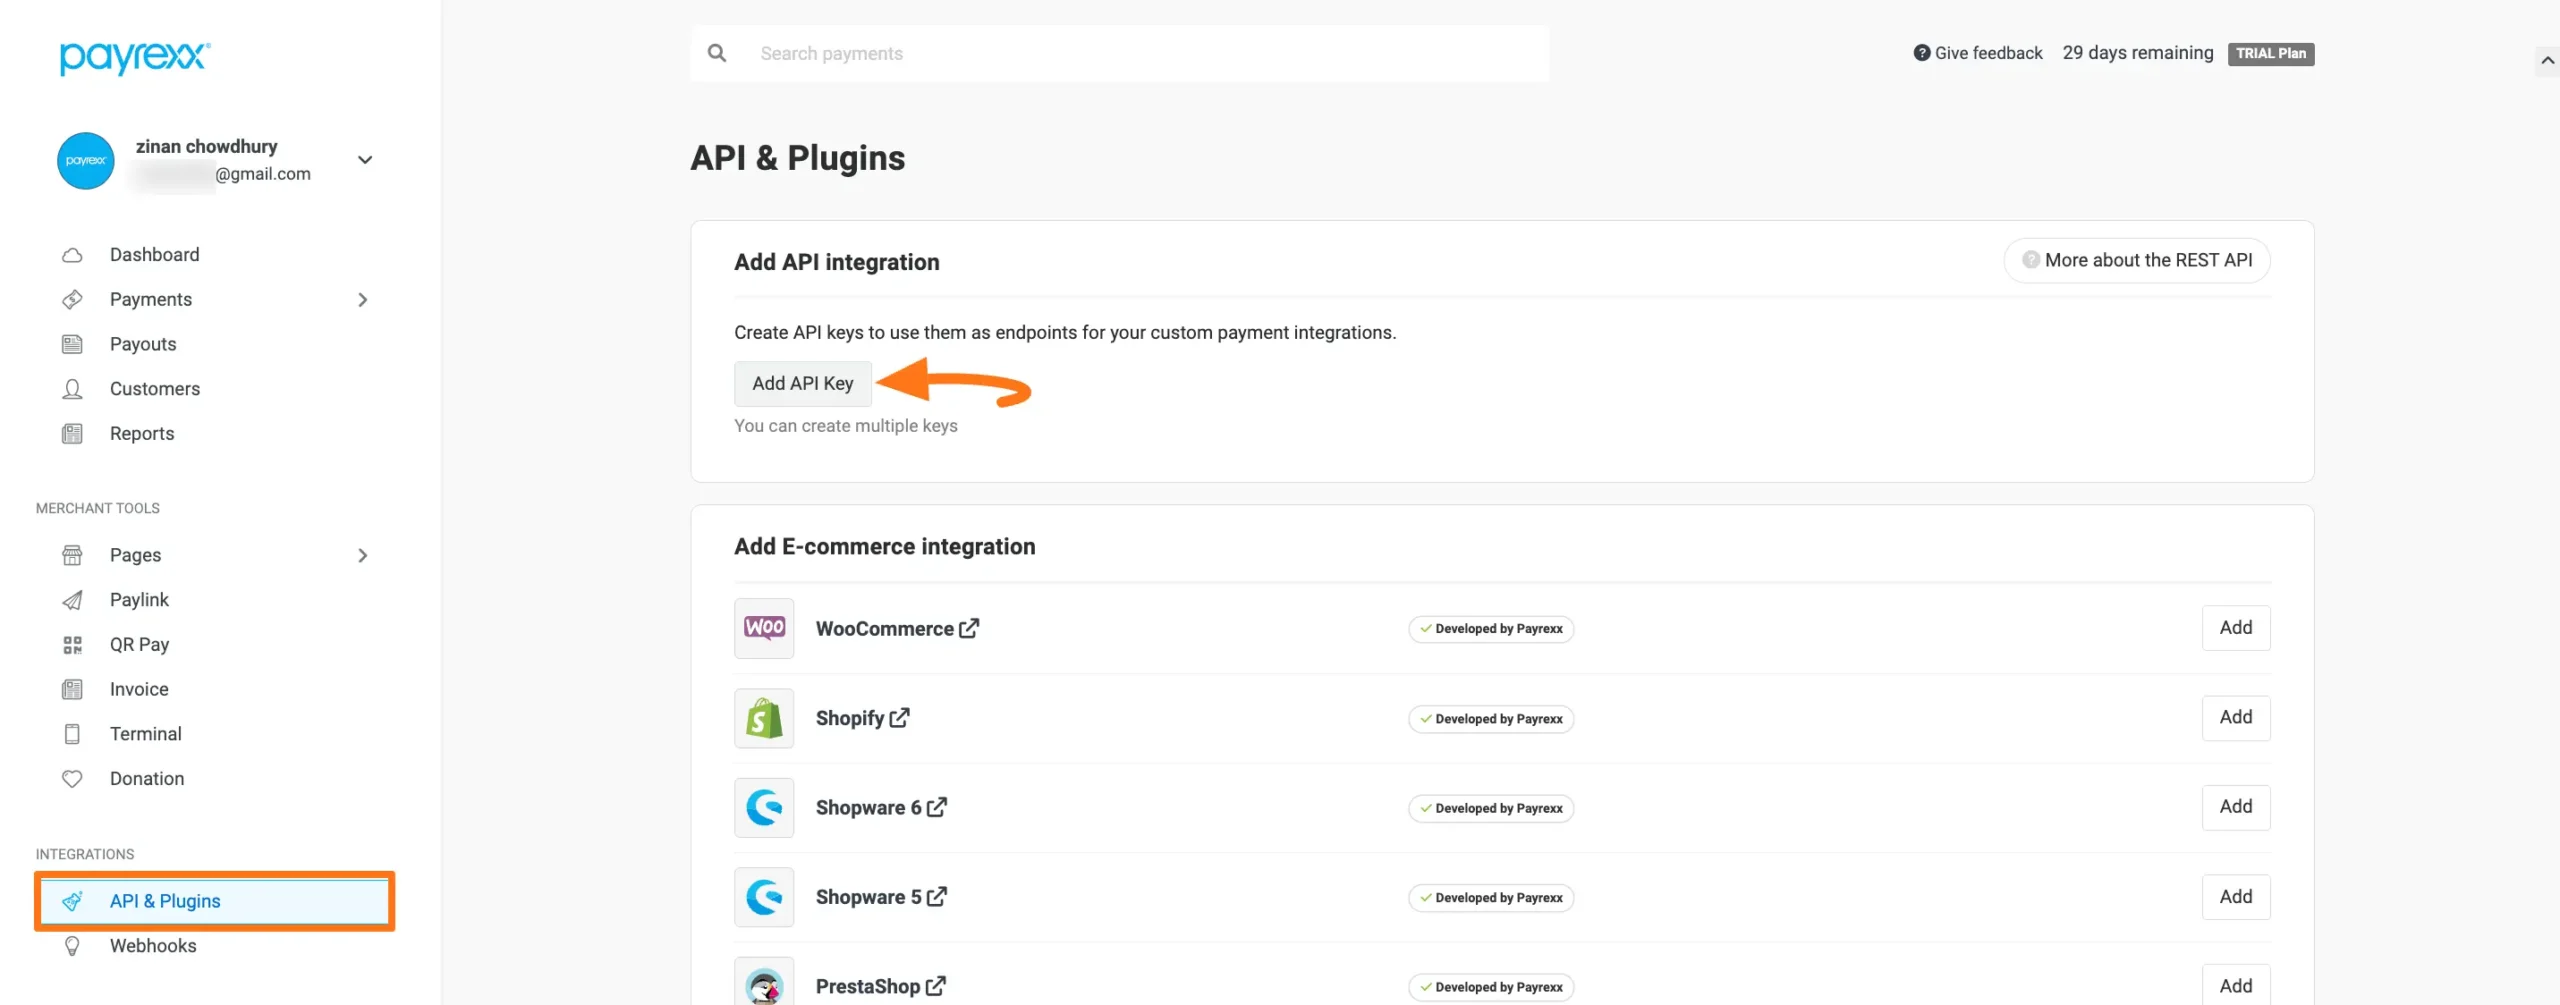 payrexx
Search payments
Give feedback
29 days remaining
TRIAL Plan
payrexx
zinan chowdhury
@gmail.com
Dashboard
Payments
Payouts
Customers
Reports
MERCHANT TOOLS
Pages
Paylink
QR Pay
Invoice
Terminal
Donation
INTEGRATIONS
API & Plugins
Webhooks
API & Plugins
Add API integration
More about the REST API
Create API keys to use them as endpoints for your custom payment integrations.
Add API Key
You can create multiple keys
Add E-commerce integration
WOO
WooCommerce
Developed by Payrexx
Add
Shopify
Developed by Payrexx
Add
Shopware 6
Developed by Payrexx
Add
Shopware 5
Developed by Payrexx
Add
PrestaShop
Developed by Payrexx
Add